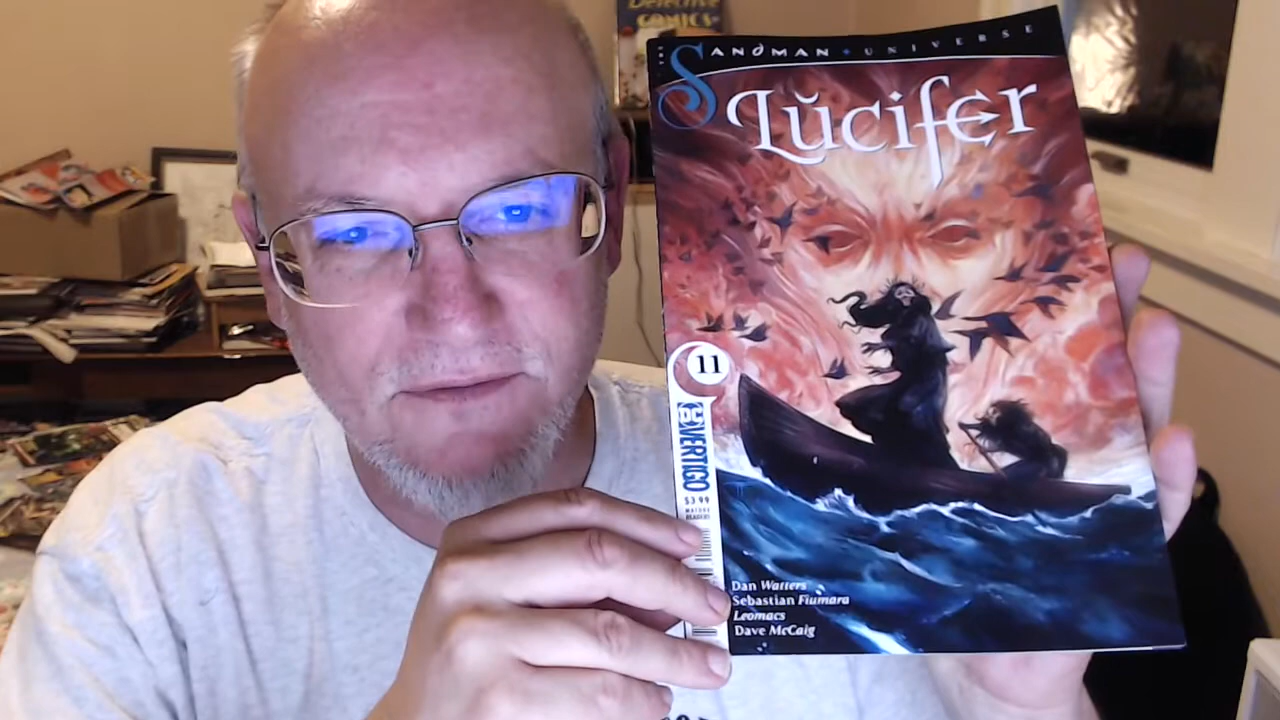 Detective
COMICS
THE
SANDMAN UNIVERSE
Lucifer
11
DC VERTIGO
$3.99
MATURE
READERS
Dan Watters
Sebastian Fiumara
Leomacs
Dave McCaig